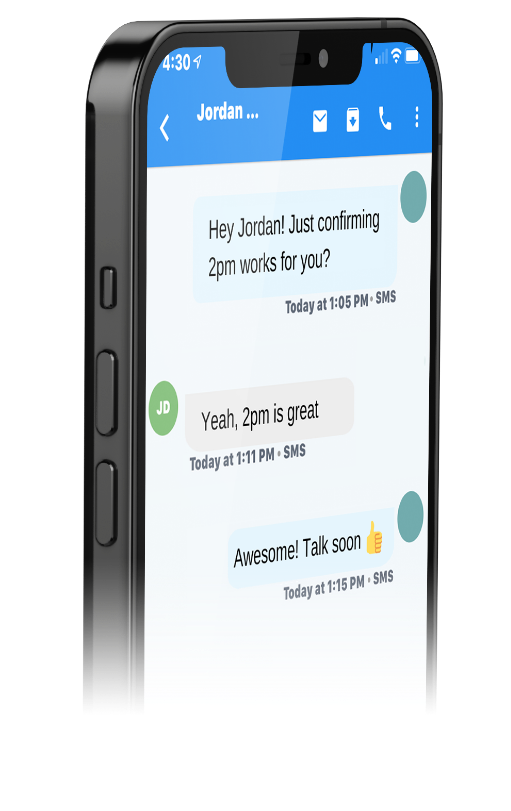 4:30
Jordan ...
Hey Jordan! Just confirming
2pm works for you?
Today at 1:05 PM • SMS
JD
Yeah, 2pm is great
Today at 1:11 PM • SMS
Awesome! Talk soon 👍
Today at 1:15 PM • SMS